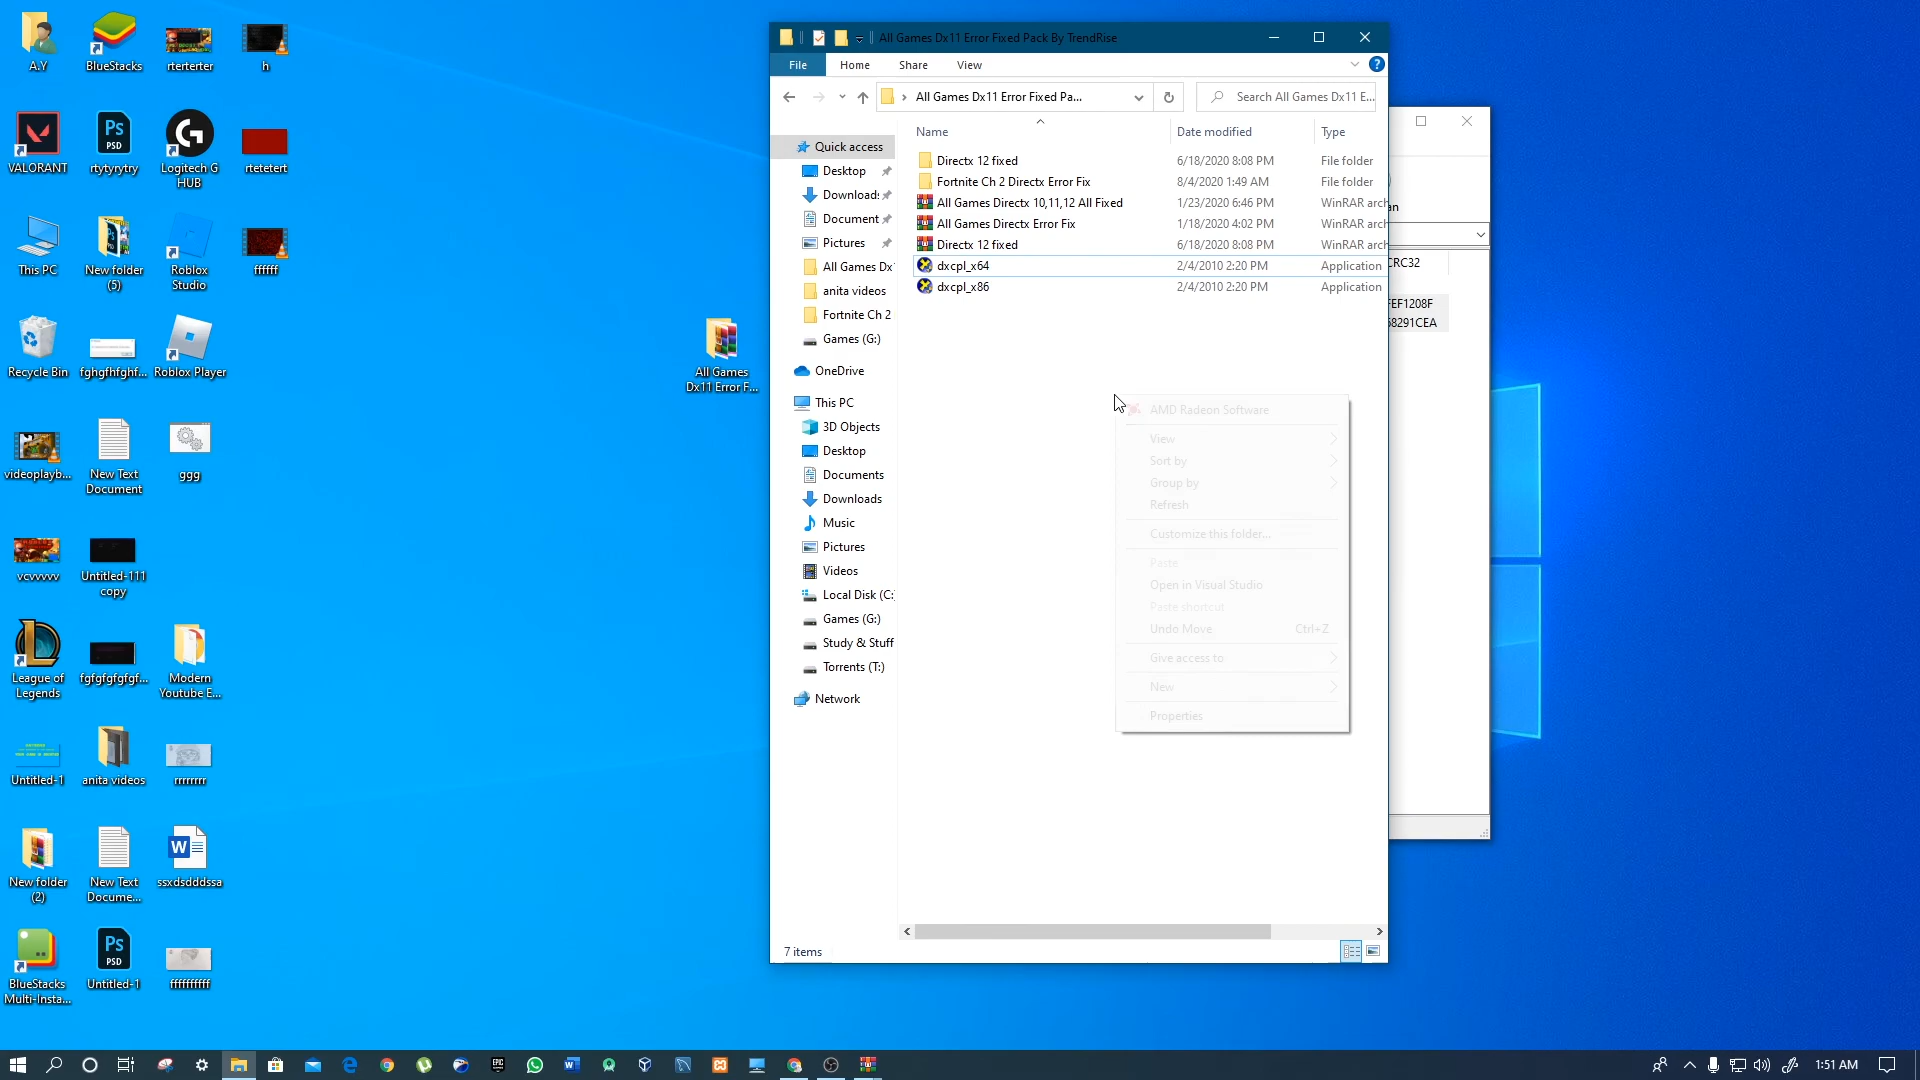 A.Y
BlueStacks
rterterter
h
VALORANT
rtytyrytry
Logitech G
HUB
rtetetert
This PC
New folder
(5)
Roblox
Studio
ffffff
Recycle Bin
fghgfhfghf...
Roblox Player
videoplayb...
New Text
Document
ggg
vcvvvvv
Untitled-111
copy
League of
Legends
fgfgfgfgfgf...
Modern
Youtube E...
Untitled-1
anita videos
rrrrrrrr
New folder
(2)
New Text
Docume...
ssxdsdddssa
BlueStacks
Multi-Insta...
Untitled-1
ffffffffff
All Games
Dx11 Error F...
All Games Dx11 Error Fixed Pack By TrendRise
File Home Share View
All Games Dx11 Error Fixed Pa...
Search All Games Dx11 E...
Name Date modified Type
Directx 12 fixed 6/18/2020 8:08 PM File folder
Fortnite Ch 2 Directx Error Fix 8/4/2020 1:49 AM File folder
All Games Directx 10,11,12 All Fixed 1/23/2020 6:46 PM WinRAR arch
All Games Directx Error Fix 1/18/2020 4:02 PM WinRAR arch
Directx 12 fixed 6/18/2020 8:08 PM WinRAR arch
dxcpl_x64 2/4/2010 2:20 PM Application
dxcpl_x86 2/4/2010 2:20 PM Application
Quick access
Desktop
Download:
Document
Pictures
All Games Dx
anita videos
Fortnite Ch 2
Games (G:)
OneDrive
This PC
3D Objects
Desktop
Documents
Downloads
Music
Pictures
Videos
Local Disk (C:
Games (G:)
Study & Stuff
Torrents (T:)
Network
7 items
AMD Radeon Software
View
Sort by
Group by
Refresh
Customize this folder...
Paste
Open in Visual Studio
Paste shortcut
Undo Move Ctrl+Z
Give access to
New
Properties
an
CRC32
FEF1208F
68291CEA
1:51 AM